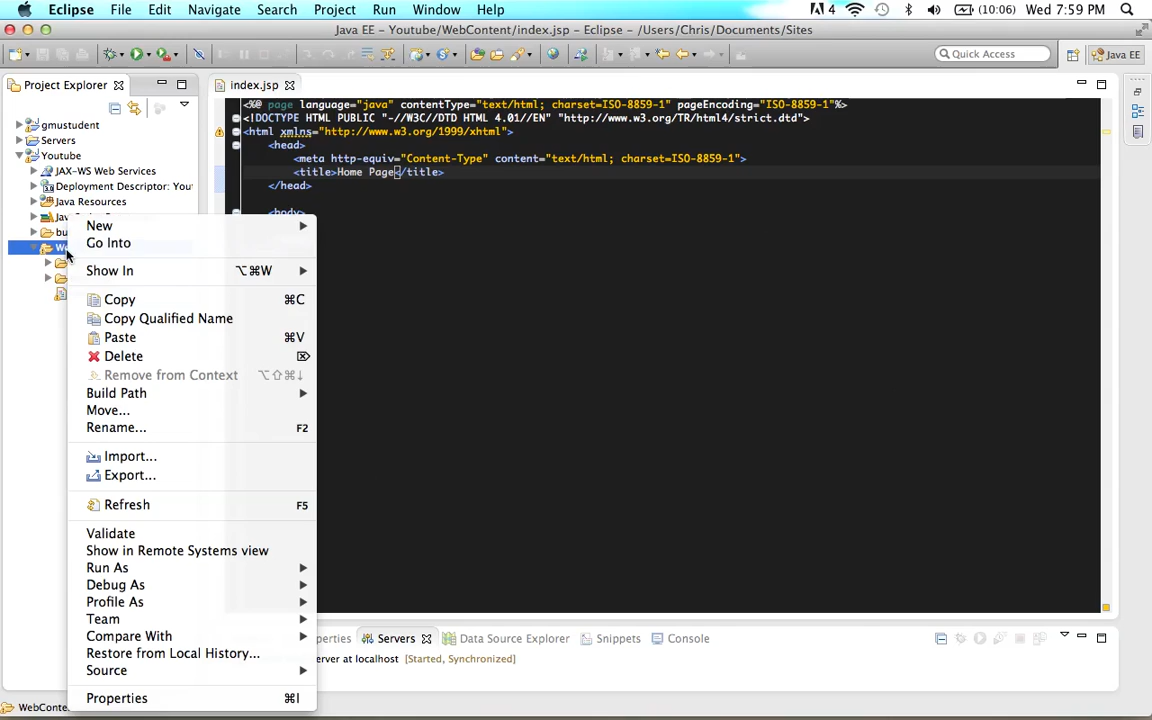 Eclipse File Edit Navigate Search Project Run Window Help 4 (10:06) Wed 7:59 PM
Java EE - Youtube/WebContent/index.jsp - Eclipse - /Users/Chris/Documents/Sites
Quick Access Java EE
Project Explorer
index.jsp
gmustudent
Servers
Youtube
JAX-WS Web Services
Deployment Descriptor: You
Java Resources
<%@ page language="java" contentType="text/html; charset=ISO-8859-1" pageEncoding="ISO-8859-1"%>
<!DOCTYPE HTML PUBLIC "-//W3C//DTD HTML 4.01//EN" "http://www.w3.org/TR/html4/strict.dtd">
<html xmlns="http://www.w3.org/1999/xhtml">
<head>
<meta http-equiv="Content-Type" content="text/html; charset=ISO-8859-1">
<title>Home Page</title>
</head>
<body>
New
Go Into
Show In ⌥⌘W
Copy ⌘C
Copy Qualified Name
Paste ⌘V
Delete ⌦
Remove from Context ⌥⇧⌘↓
Build Path
Move...
Rename... F2
Import...
Export...
Refresh F5
Validate
Show in Remote Systems view
Run As
Debug As
Profile As
Team
Compare With
Restore from Local History...
Source
Properties ⌘I
perties Servers Data Source Explorer Snippets Console
erver at localhost [Started, Synchronized]
WebConte